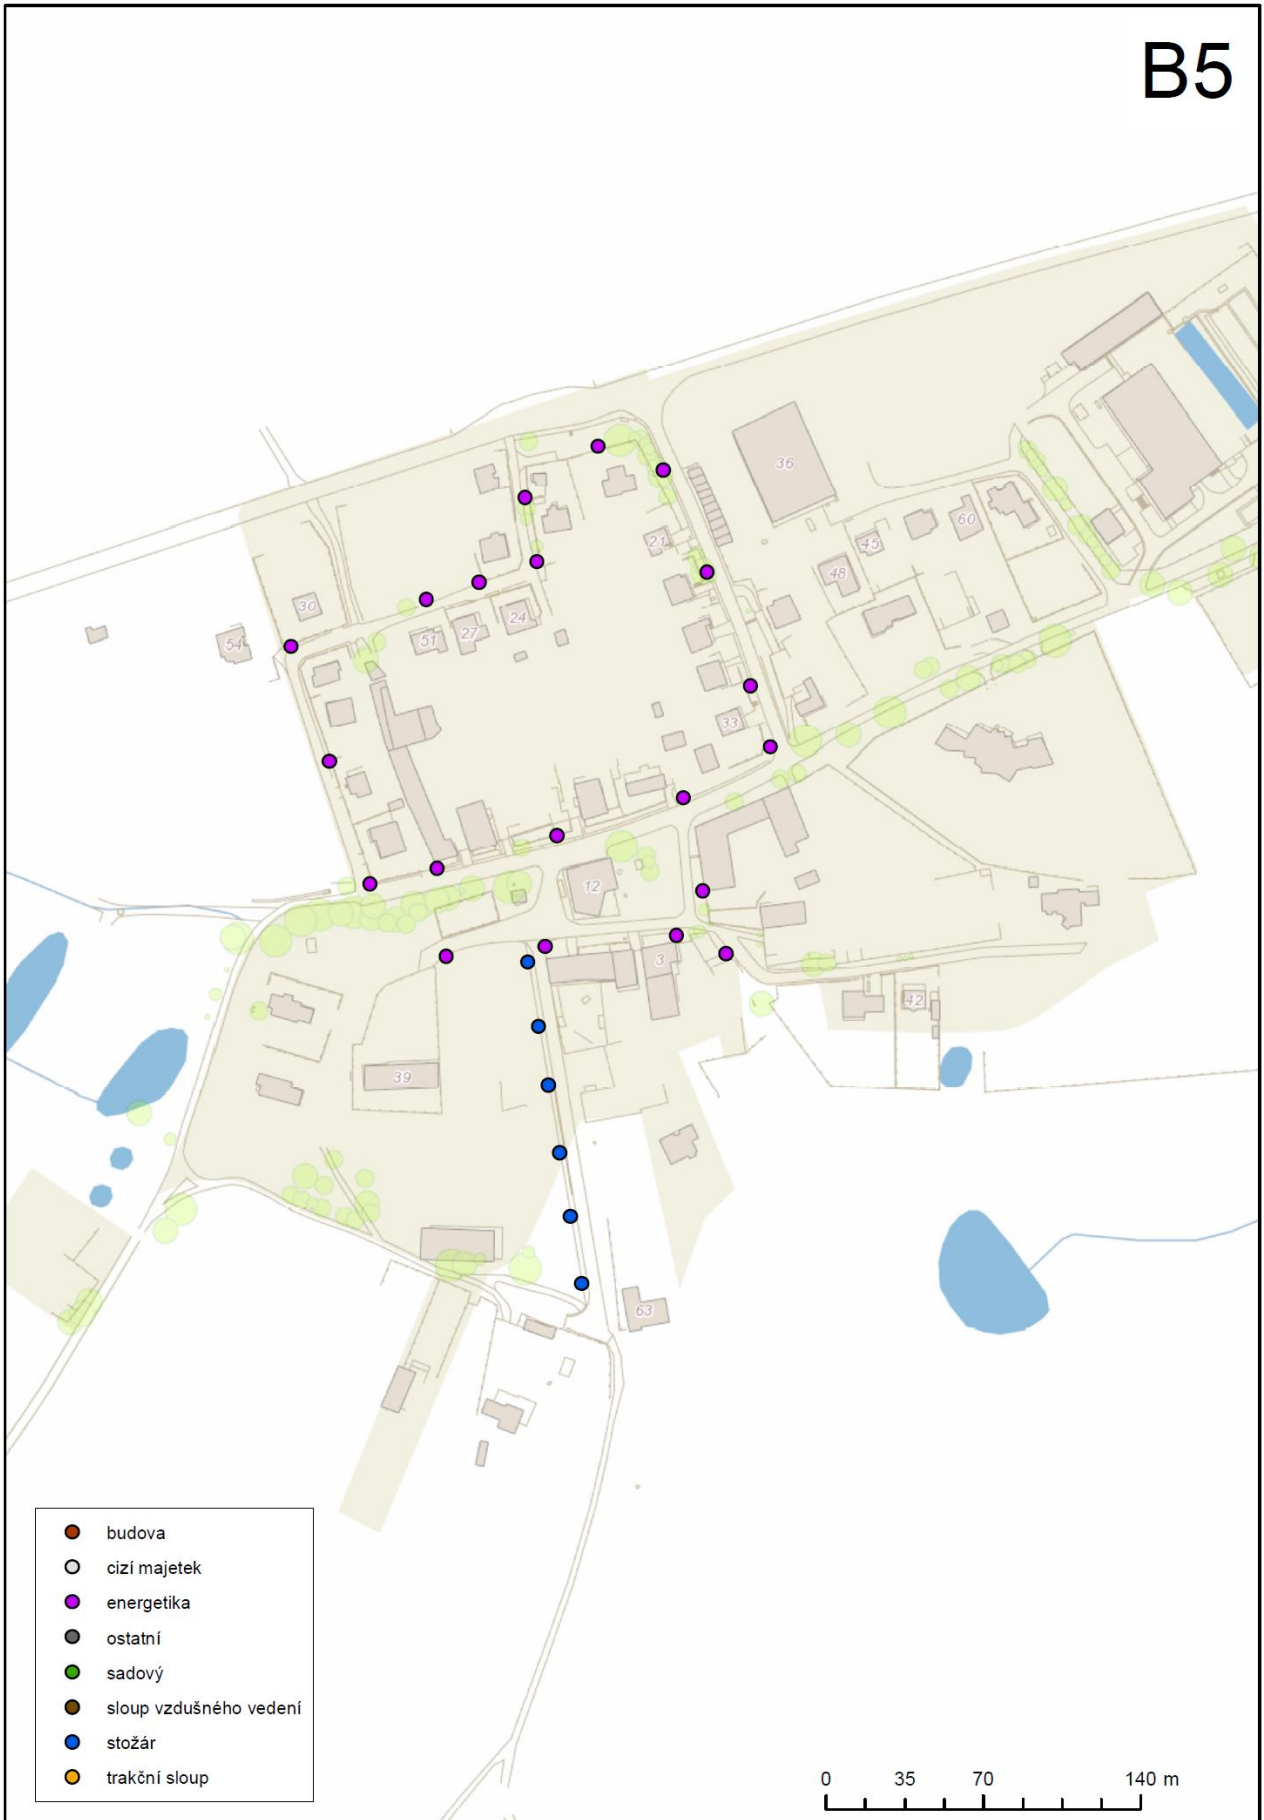 B5
36
21
60
45
48
30
54
24
27
51
33
12
3
42
39
63
budova
cizí majetek
energetika
ostatní
sadový
sloup vzdušného vedení
stožár
trakční sloup
0 35 70 140 m